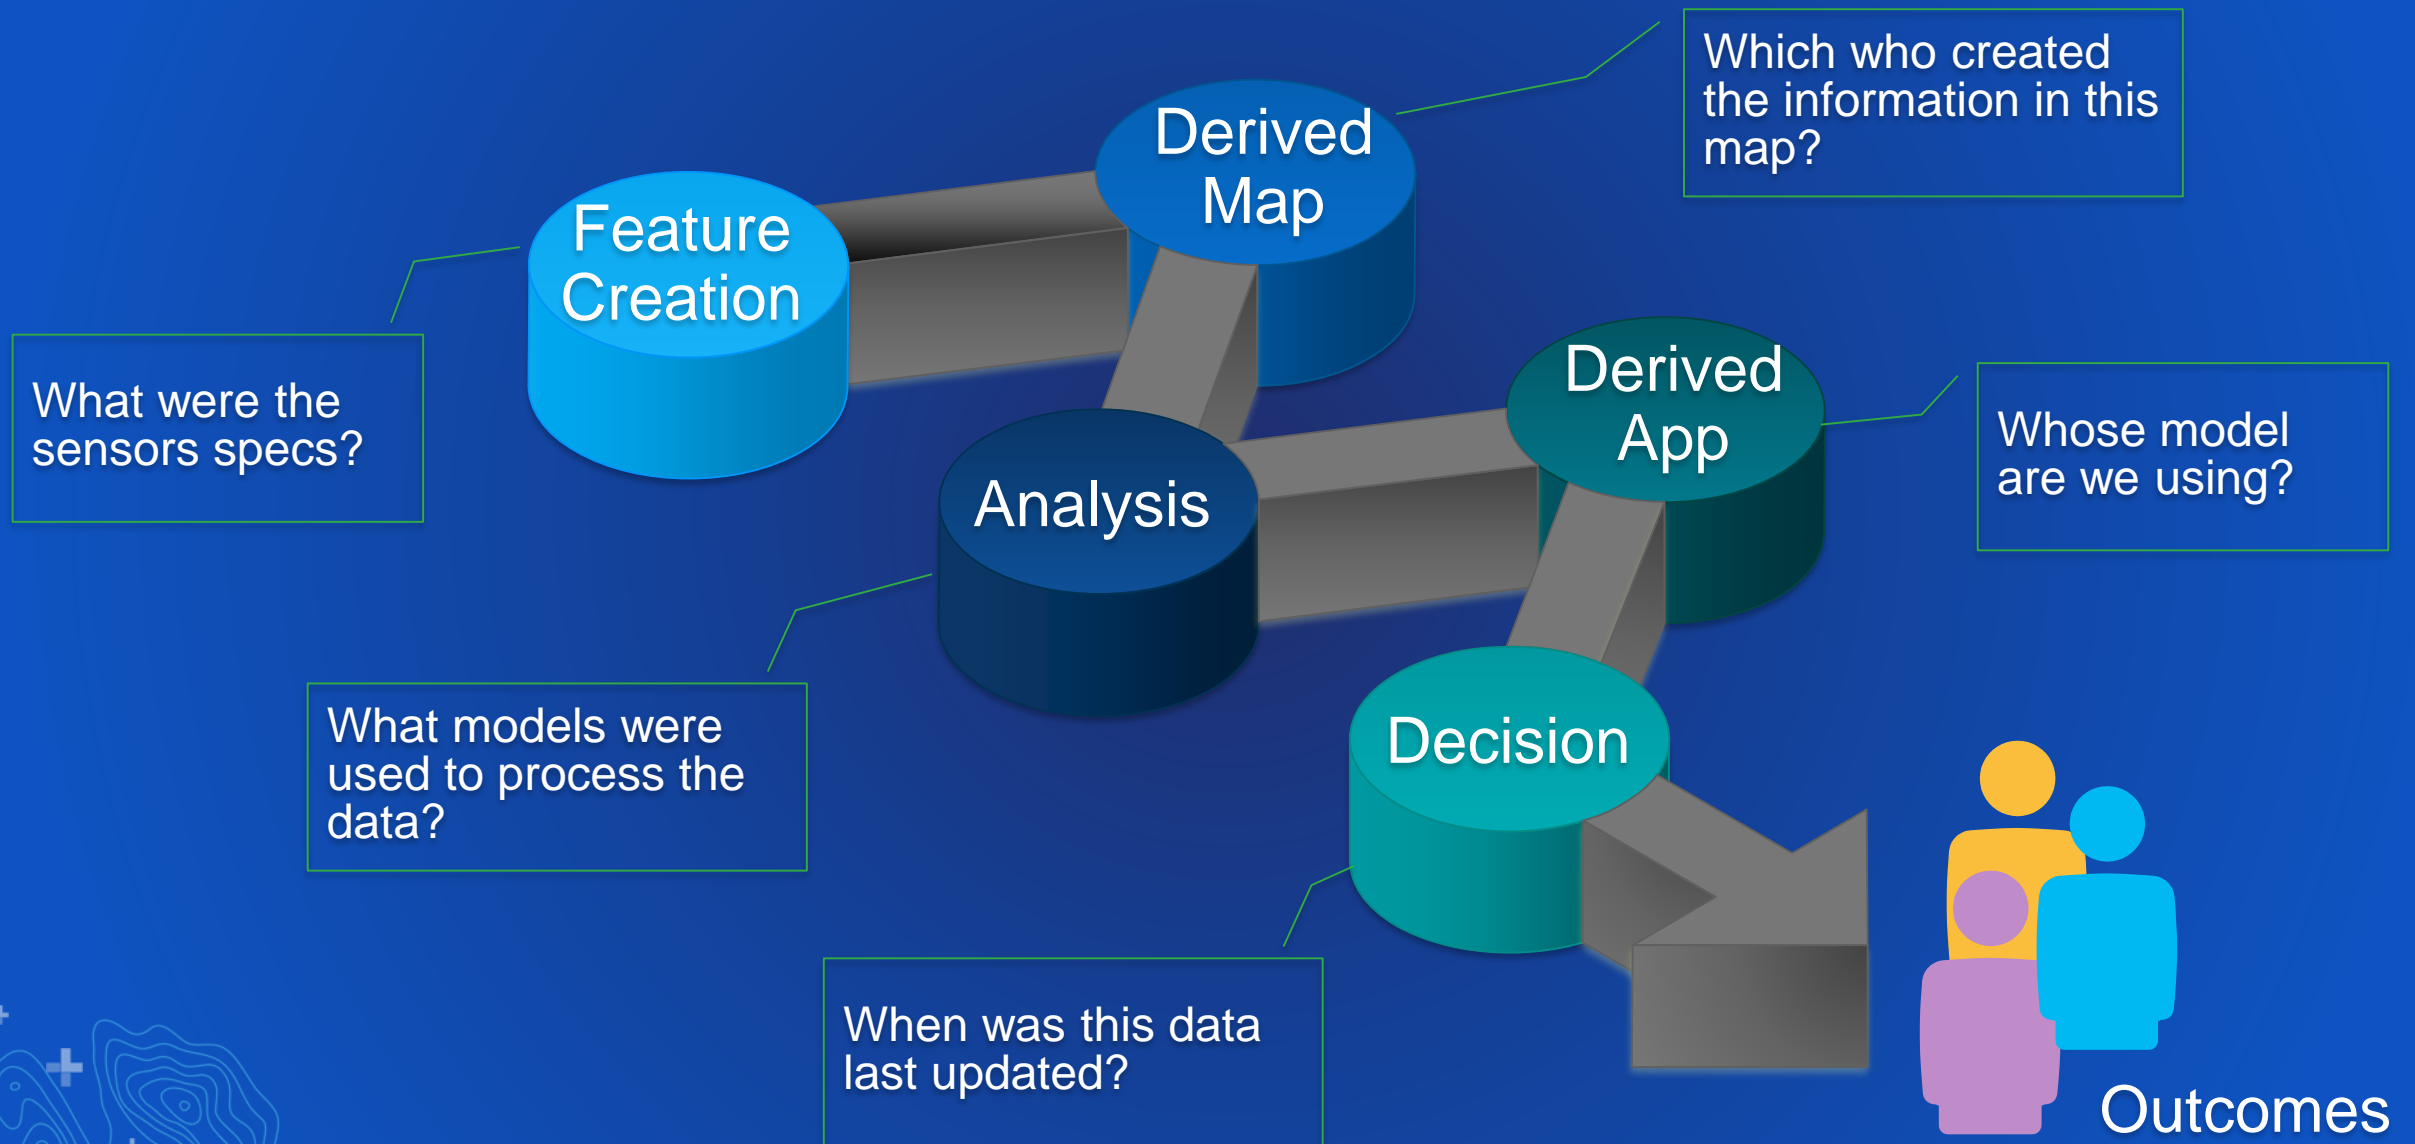 Which who created
the information in this
map?
Derived
Map
Feature
Creation
Derived
App
What were the
sensors specs?
Whose model
are we using?
Analysis
What models were
used to process the
data?
Decision
When was this data
last updated?
Outcomes